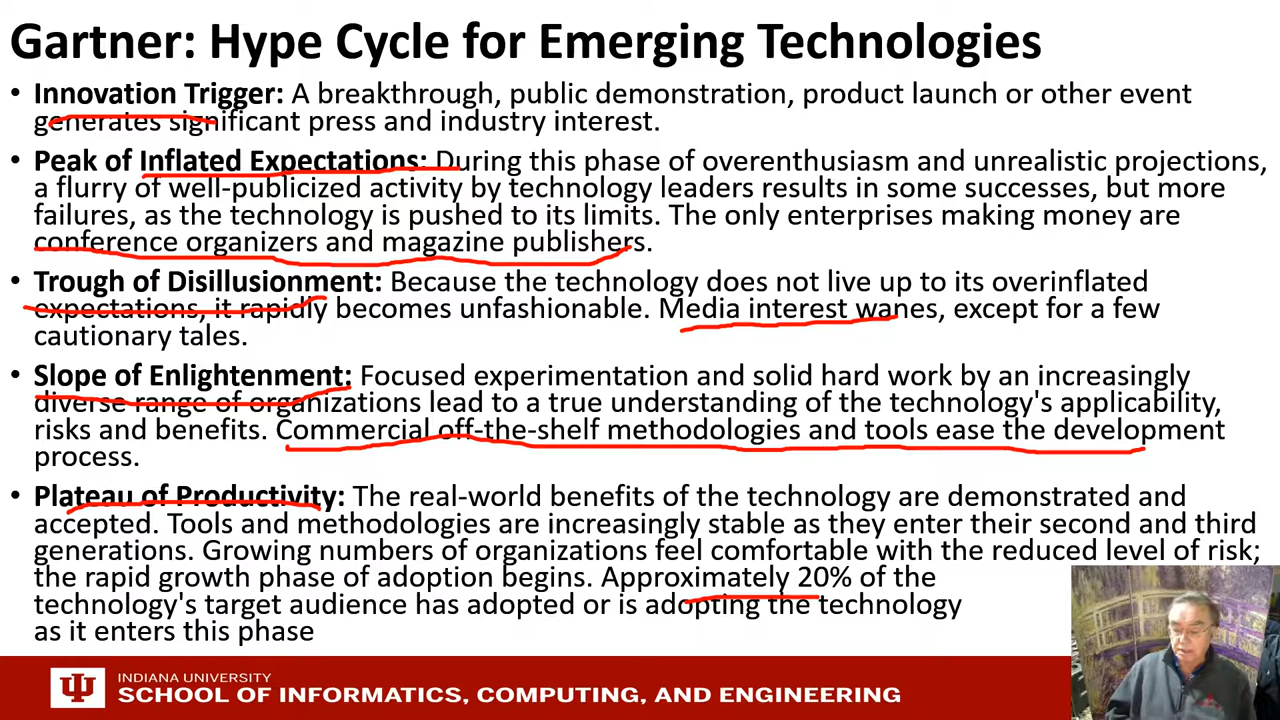 Gartner: Hype Cycle for Emerging Technologies
• Innovation Trigger: A breakthrough, public demonstration, product launch or other event
generates significant press and industry interest.
• Peak of Inflated Expectations: During this phase of overenthusiasm and unrealistic projections,
a flurry of well-publicized activity by technology leaders results in some successes, but more
failures, as the technology is pushed to its limits. The only enterprises making money are
conference organizers and magazine publishers.
• Trough of Disillusionment: Because the technology does not live up to its overinflated
expectations, it rapidly becomes unfashionable. Media interest wanes, except for a few
cautionary tales.
• Slope of Enlightenment: Focused experimentation and solid hard work by an increasingly
diverse range of organizations lead to a true understanding of the technology's applicability,
risks and benefits. Commercial off-the-shelf methodologies and tools ease the development
process.
• Plateau of Productivity: The real-world benefits of the technology are demonstrated and
accepted. Tools and methodologies are increasingly stable as they enter their second and third
generations. Growing numbers of organizations feel comfortable with the reduced level of risk;
the rapid growth phase of adoption begins. Approximately 20% of the
technology's target audience has adopted or is adopting the technology
as it enters this phase
INDIANA UNIVERSITY
SCHOOL OF INFORMATICS, COMPUTING, AND ENGINEERING